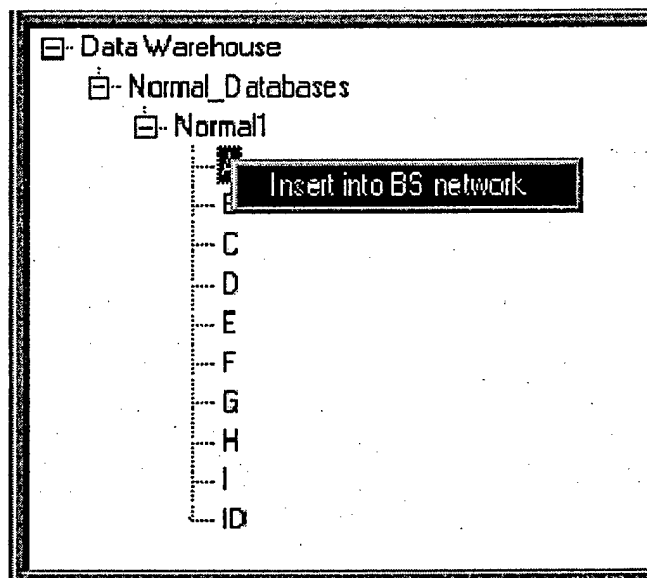 Data Warehouse
Normal_Databases
Normal1
A
Insert into BS network
B
C
D
E
F
G
H
I
ID